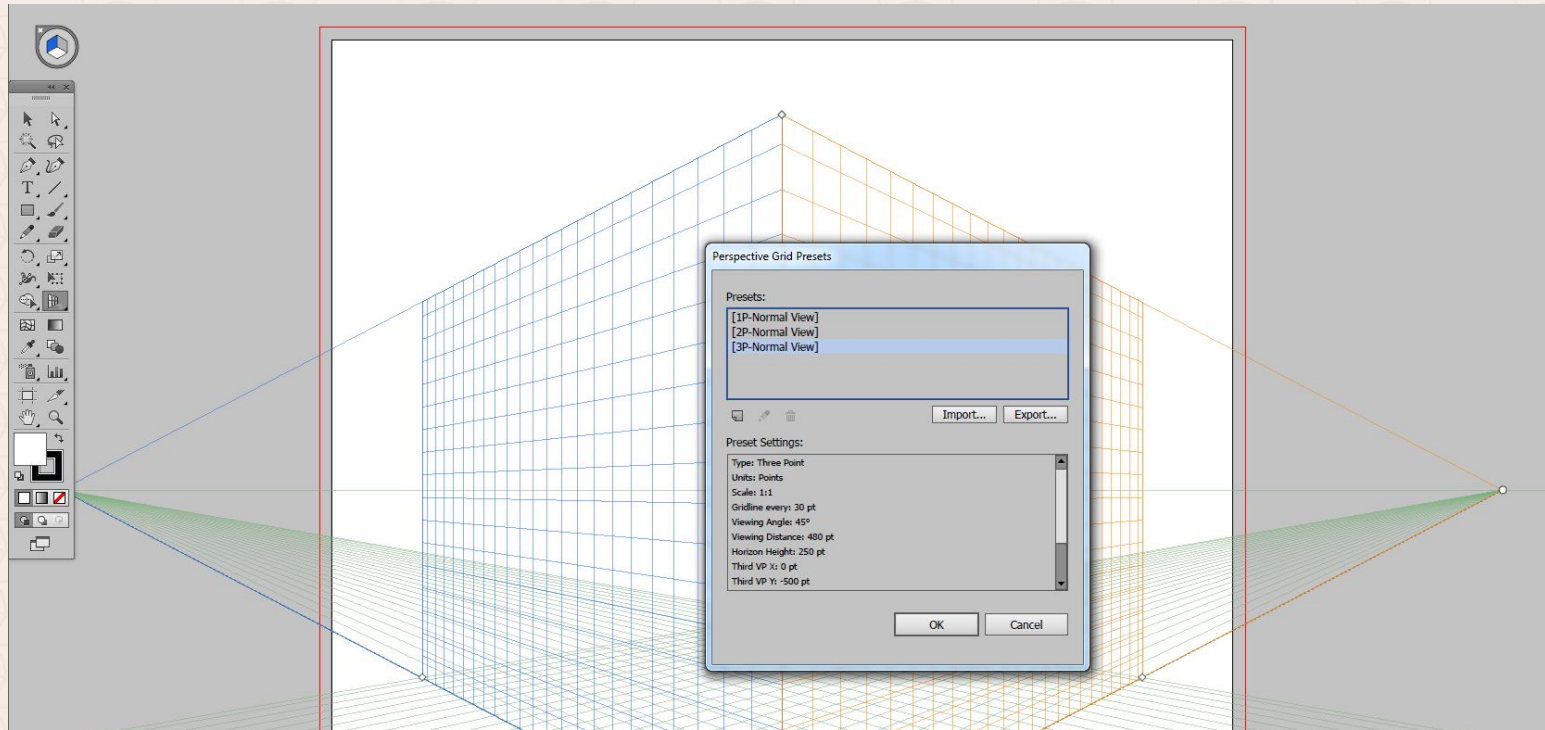 Perspective Grid Presets
Presets:
[1P-Normal View]
[2P-Normal View]
[3P-Normal View]
Import...
Export...
Preset Settings:
Type: Three Point
Units: Points
Scale: 1:1
Gridline every: 30 pt
Viewing Angle: 45°
Viewing Distance: 480 pt
Horizon Height: 250 pt
Third VP X: 0 pt
Third VP Y: -500 pt
OK
Cancel